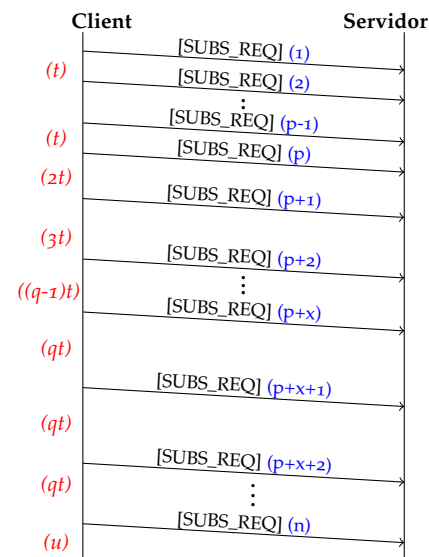 Client Servidor
[SUBS_REQ] (1)
(t)
[SUBS_REQ] (2)
⋮
[SUBS_REQ] (p-1)
(t)
[SUBS_REQ] (p)
(2t)
[SUBS_REQ] (p+1)
(3t)
[SUBS_REQ] (p+2)
((q-1)t)
⋮
[SUBS_REQ] (p+x)
(qt)
[SUBS_REQ] (p+x+1)
(qt)
[SUBS_REQ] (p+x+2)
(qt)
⋮
[SUBS_REQ] (n)
(u)